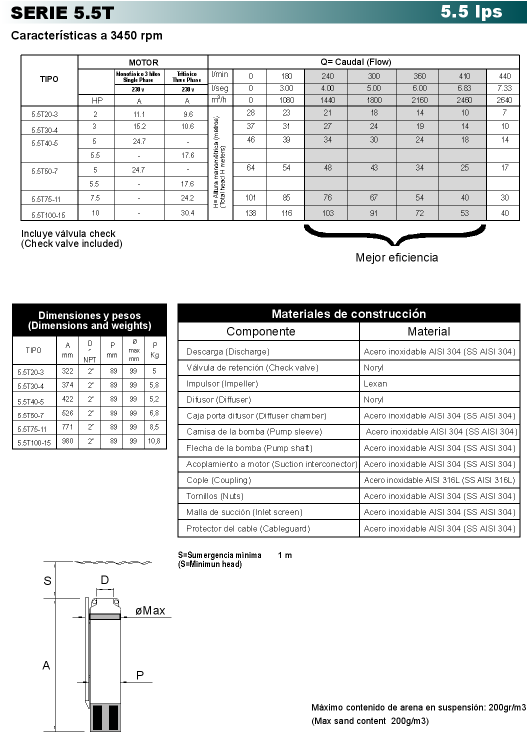 SERIE 5.5T
5.5 lps
Características a 3450 rpm
TIPO MOTOR Q= Caudal (Flow)
Monofásico 3 hilos Single Phase Trifásico Three Phase l/min 0 180 240 300 360 410 440
230 v 230 v l/seg 0 3.00 4.00 5.00 6.00 6.83 7.33
HP A A m³/h 0 1080 1440 1800 2160 2460 2640
H= Altura manométrica (metros)
(Total head H meters)
5.5T20-3 2 11.1 9.6 28 23 21 18 14 10 7
5.5T30-4 3 15.2 10.6 37 31 27 24 19 14 10
5.5T40-5 5 24.7 - 46 39 34 30 24 18 14
5.5 - 17.6
5.5T50-7 5 24.7 - 64 54 48 43 34 25 17
5.5 - 17.6
5.5T75-11 7.5 - 24.2 101 85 76 67 54 40 30
5.5T100-15 10 - 30.4 138 116 103 91 72 53 40
Incluye válvula check
(Check valve included)
Mejor eficiencia
Dimensiones y pesos
(Dimensions and weights)
TIPO A mm D " NPT P mm Ø max mm P Kg
5.5T20-3 322 2" 89 99 5
5.5T30-4 374 2" 89 99 5,8
5.5T40-5 422 2" 89 99 5,2
5.5T50-7 526 2" 89 99 6,8
5.5T75-11 771 2" 89 99 8,5
5.5T100-15 980 2" 89 99 10,8
Materiales de construcción
Componente Material
Descarga (Discharge) Acero inoxidable AISI 304 (SS AISI 304)
Válvula de retención (Check valve) Noryl
Impulsor (Impeller) Lexan
Difusor (Diffuser) Noryl
Caja porta difusor (Diffuser chamber) Acero inoxidable AISI 304 (SS AISI 304)
Camisa de la bomba (Pump sleeve) Acero inoxidable AISI 304 (SS AISI 304)
Flecha de la bomba (Pump shaft) Acero inoxidable AISI 304 (SS AISI 304)
Acoplamiento a motor (Suction interconector) Acero inoxidable AISI 304 (SS AISI 304)
Cople (Coupling) Acero inoxidable AISI 316L (SS AISI 316L)
Tornillos (Nuts) Acero inoxidable AISI 304 (SS AISI 304)
Malla de succión (Inlet screen) Acero inoxidable AISI 304 (SS AISI 304)
Protector del cable (Cableguard) Acero inoxidable AISI 304 (SS AISI 304)
S=Sumergencia minima 1 m
(S=Minimun head)
S
D
øMax
A
P
Máximo contenido de arena en suspensión: 200gr/m3
(Max sand content 200g/m3)